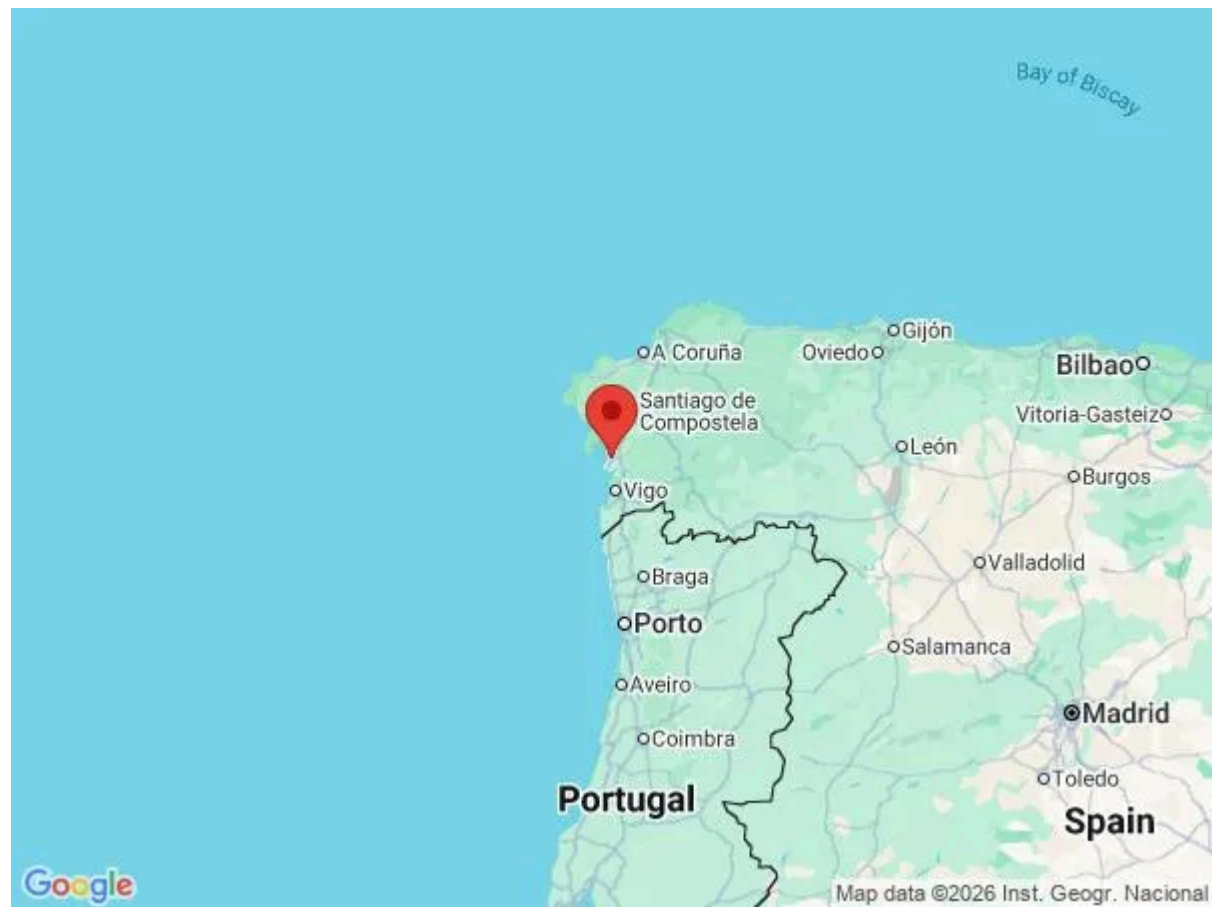 Bay of Biscay
Gijón
A Coruña
Oviedo
Bilbao
Santiago de
Compostela
Vitoria-Gasteiz
León
Burgos
Vigo
Valladolid
Braga
Porto
Salamanca
Aveiro
Madrid
Coimbra
Toledo
Portugal
Spain
Google
Map data ©2026 Inst. Geogr. Nacional